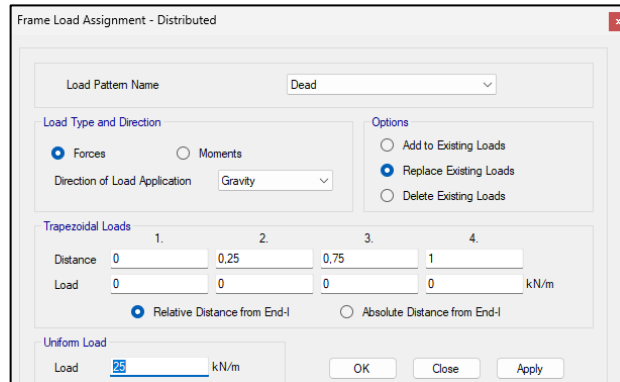 Frame Load Assignment - Distributed
x
Load Pattern Name Dead
Load Type and Direction
Forces Moments
Direction of Load Application Gravity
Options
Add to Existing Loads
Replace Existing Loads
Delete Existing Loads
Trapezoidal Loads
1. 2. 3. 4.
Distance 0 0,25 0,75 1
Load 0 0 0 0 kN/m
Relative Distance from End-I Absolute Distance from End-I
Uniform Load
Load 25 kN/m
OK Close Apply